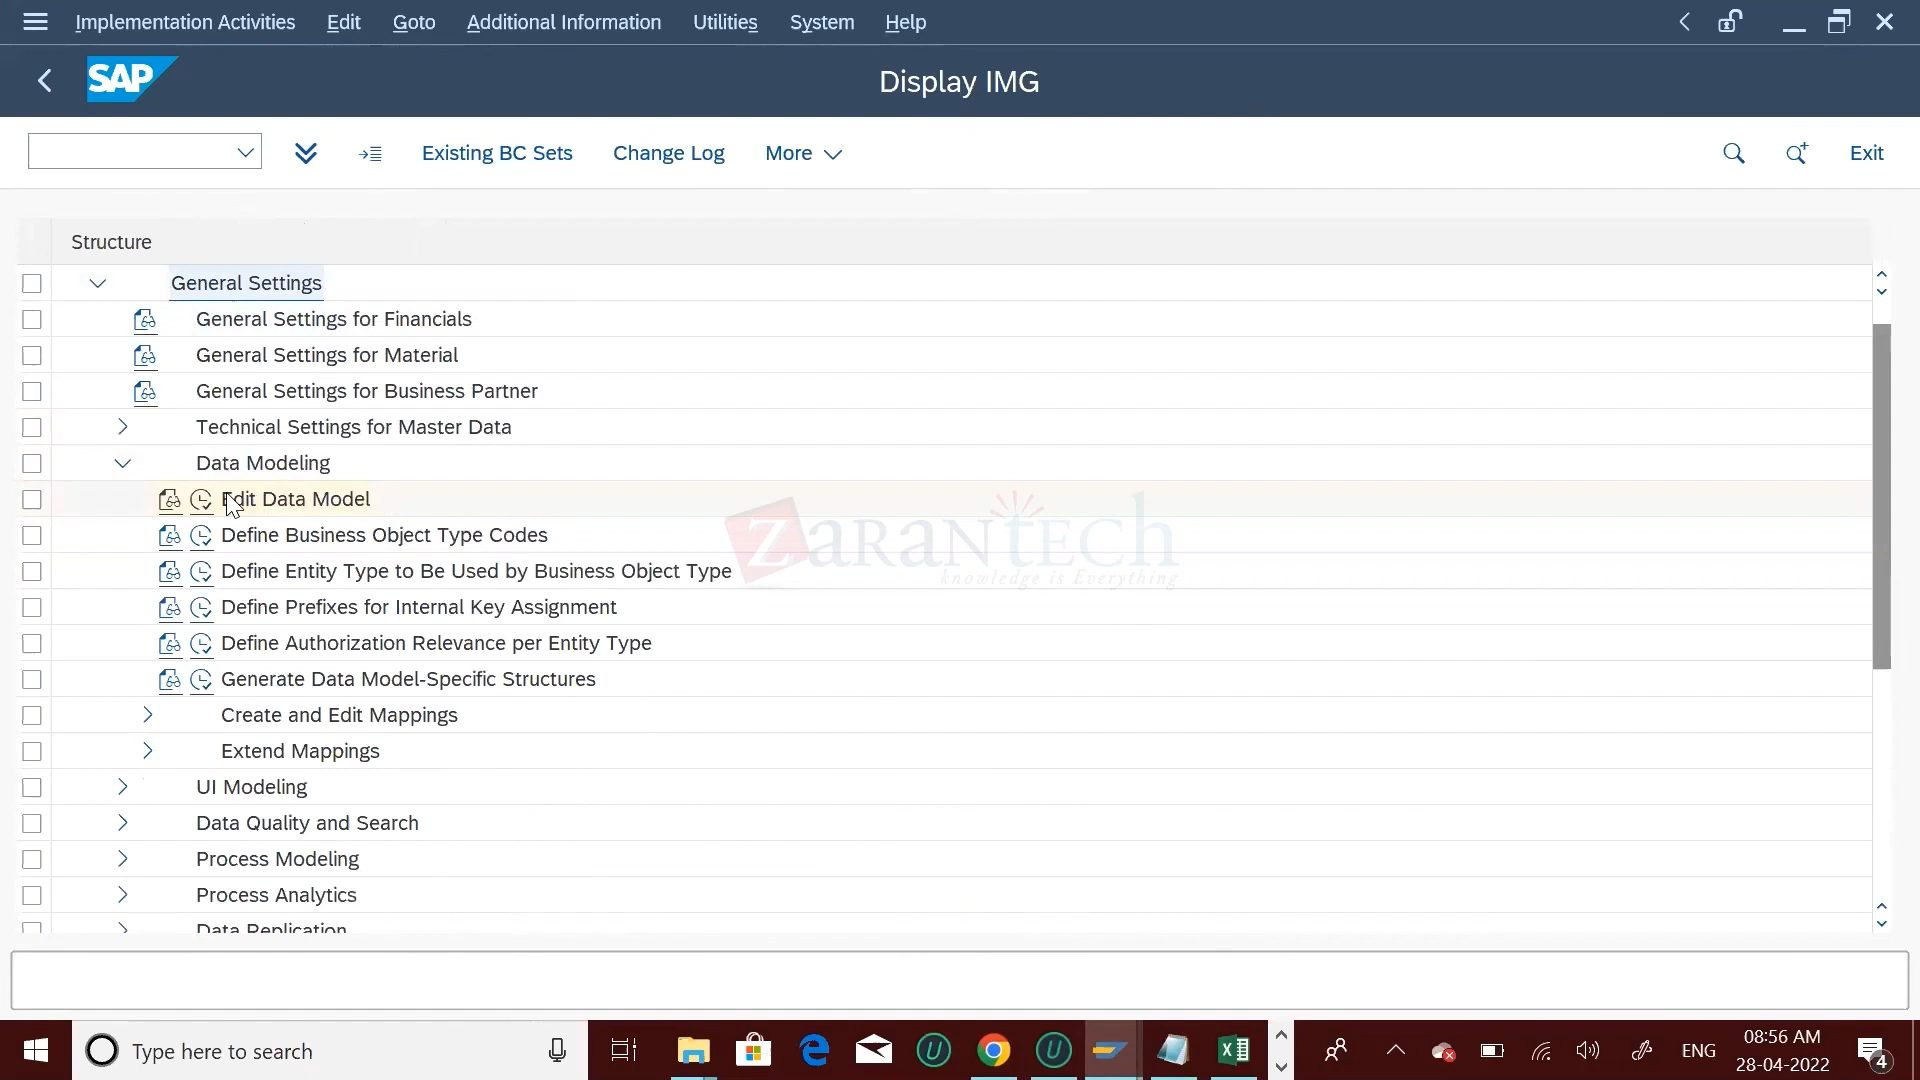 Implementation Activities Edit Goto Additional Information Utilities System Help
SAP Display IMG
Existing BC Sets Change Log More Exit
Structure
General Settings
General Settings for Financials
General Settings for Material
General Settings for Business Partner
Technical Settings for Master Data
Data Modeling
Edit Data Model
Define Business Object Type Codes
Define Entity Type to Be Used by Business Object Type
Define Prefixes for Internal Key Assignment
Define Authorization Relevance per Entity Type
Generate Data Model-Specific Structures
Create and Edit Mappings
Extend Mappings
UI Modeling
Data Quality and Search
Process Modeling
Process Analytics
Data Replication
ZARANTECH
knowledge is Everything
Type here to search
ENG
08:56 AM
28-04-2022
4